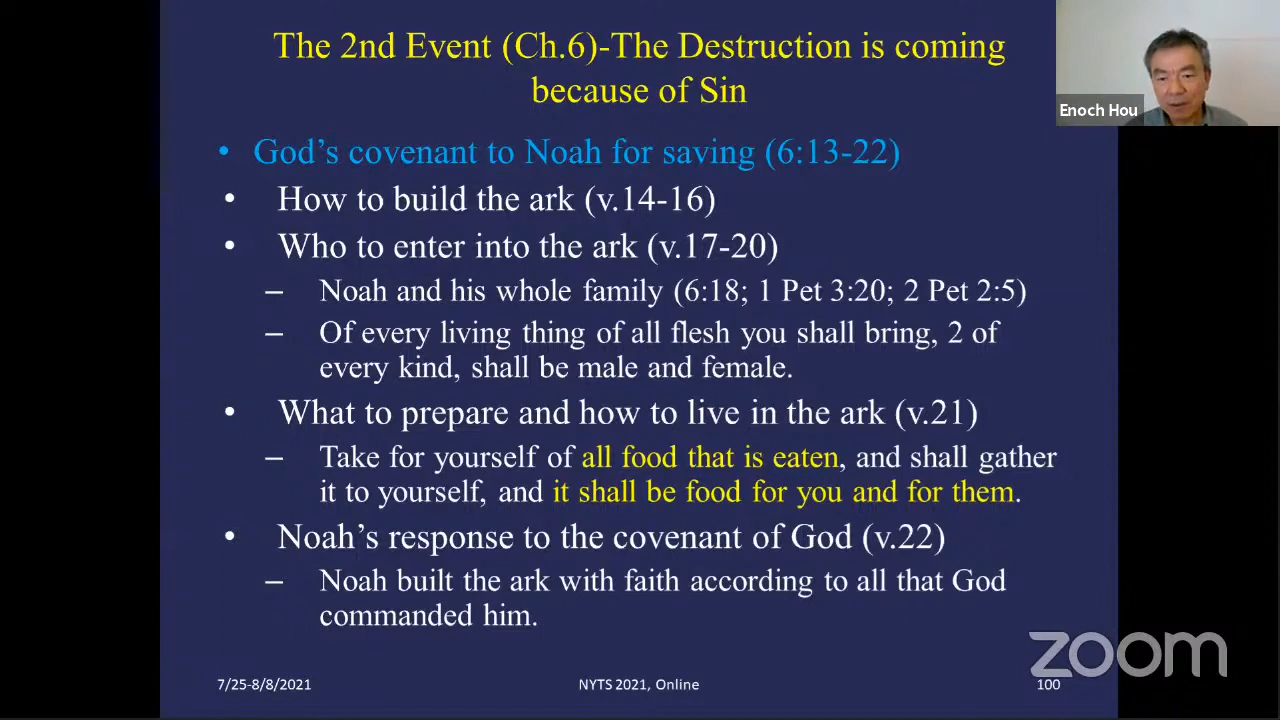 The 2nd Event (Ch.6)-The Destruction is coming
because of Sin
Enoch Hou
• God’s covenant to Noah for saving (6:13-22)
• How to build the ark (v.14-16)
• Who to enter into the ark (v.17-20)
– Noah and his whole family (6:18; 1 Pet 3:20; 2 Pet 2:5)
– Of every living thing of all flesh you shall bring, 2 of
every kind, shall be male and female.
• What to prepare and how to live in the ark (v.21)
– Take for yourself of all food that is eaten, and shall gather
it to yourself, and it shall be food for you and for them.
• Noah’s response to the covenant of God (v.22)
– Noah built the ark with faith according to all that God
commanded him.
zoom
7/25-8/8/2021
NYTS 2021, Online
100